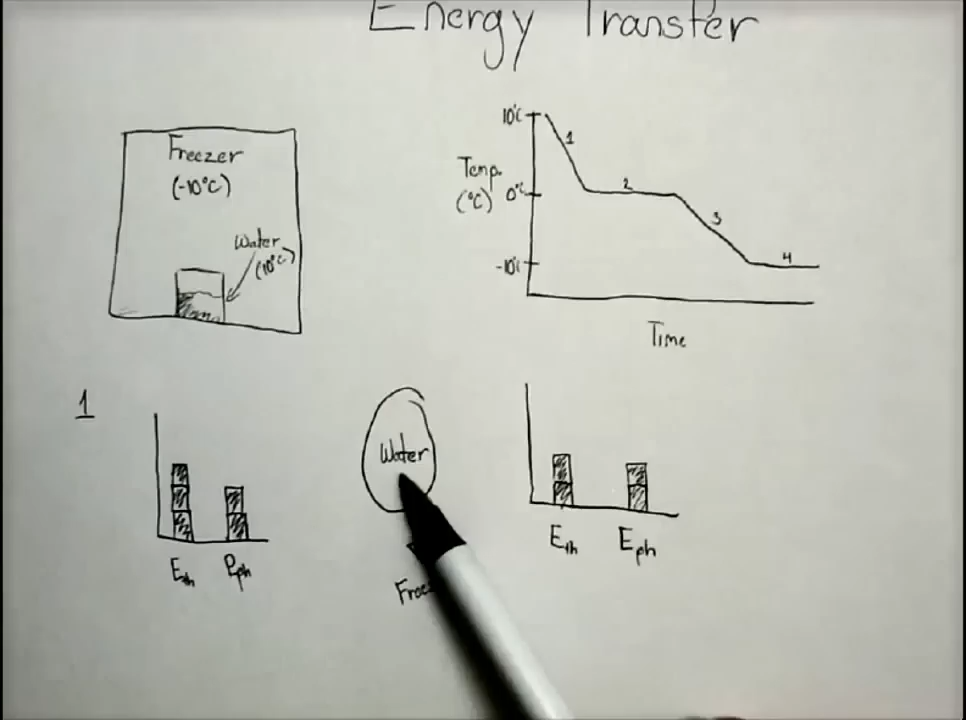 Energy Transfer
Freezer
(-10°C)
Water
(10°C)
10°C
Temp.
(°C)
0°C
-10°C
1
2
3
4
Time
1
Eth
Pph
Water
Eth
Eph